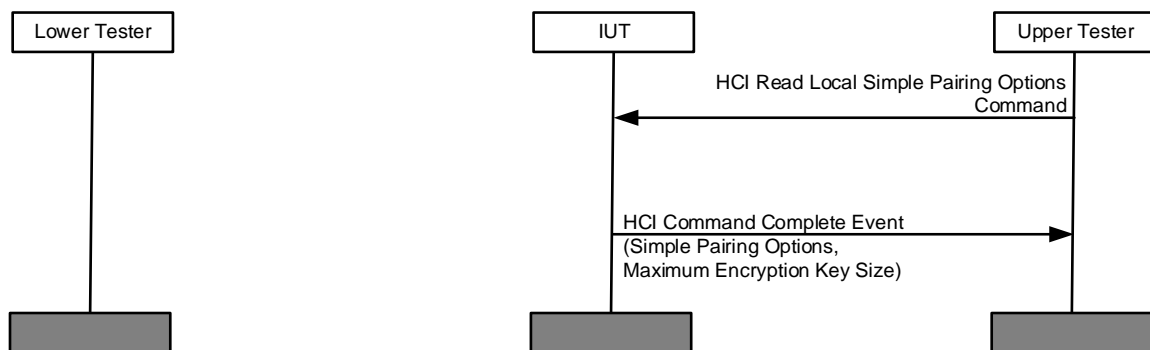 Lower Tester
IUT
Upper Tester
HCI Read Local Simple Pairing Options
Command
HCI Command Complete Event
(Simple Pairing Options,
Maximum Encryption Key Size)